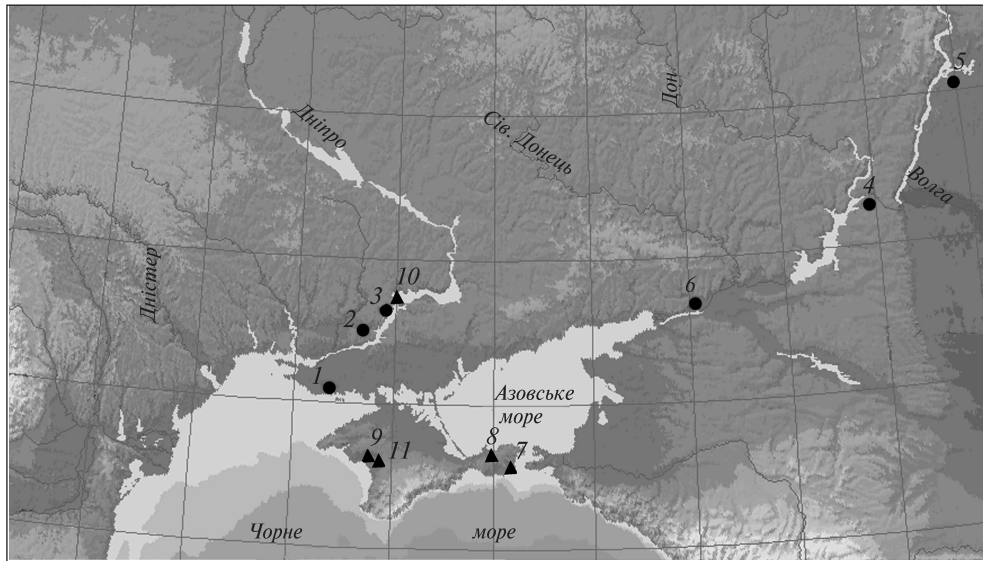 5
Дон
Дніпро
Сів. Донець
4
Волга
Дністер
10
3
2
6
1
Азовське
море
8
9
7
11
Чорне
море